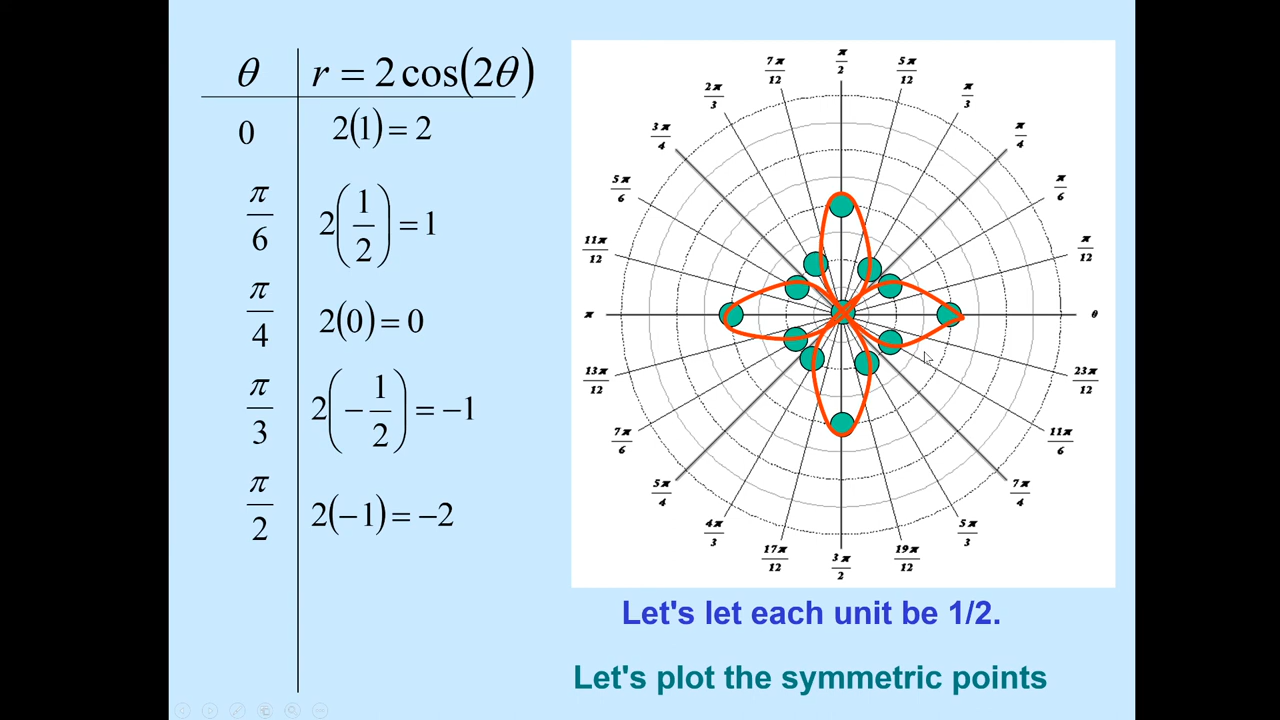 θ r = 2 cos(2θ)
0 2(1) = 2
π/6 2(1/2) = 1
π/4 2(0) = 0
π/3 2(−1/2) = −1
π/2 2(−1) = −2
π/2
7π/12 5π/12
2π/3 π/3
3π/4 π/4
5π/6 π/6
11π/12 π/12
π 0
13π/12 23π/12
7π/6 11π/6
5π/4 7π/4
4π/3 5π/3
17π/12 19π/12
3π/2
Let's let each unit be 1/2.
Let's plot the symmetric points